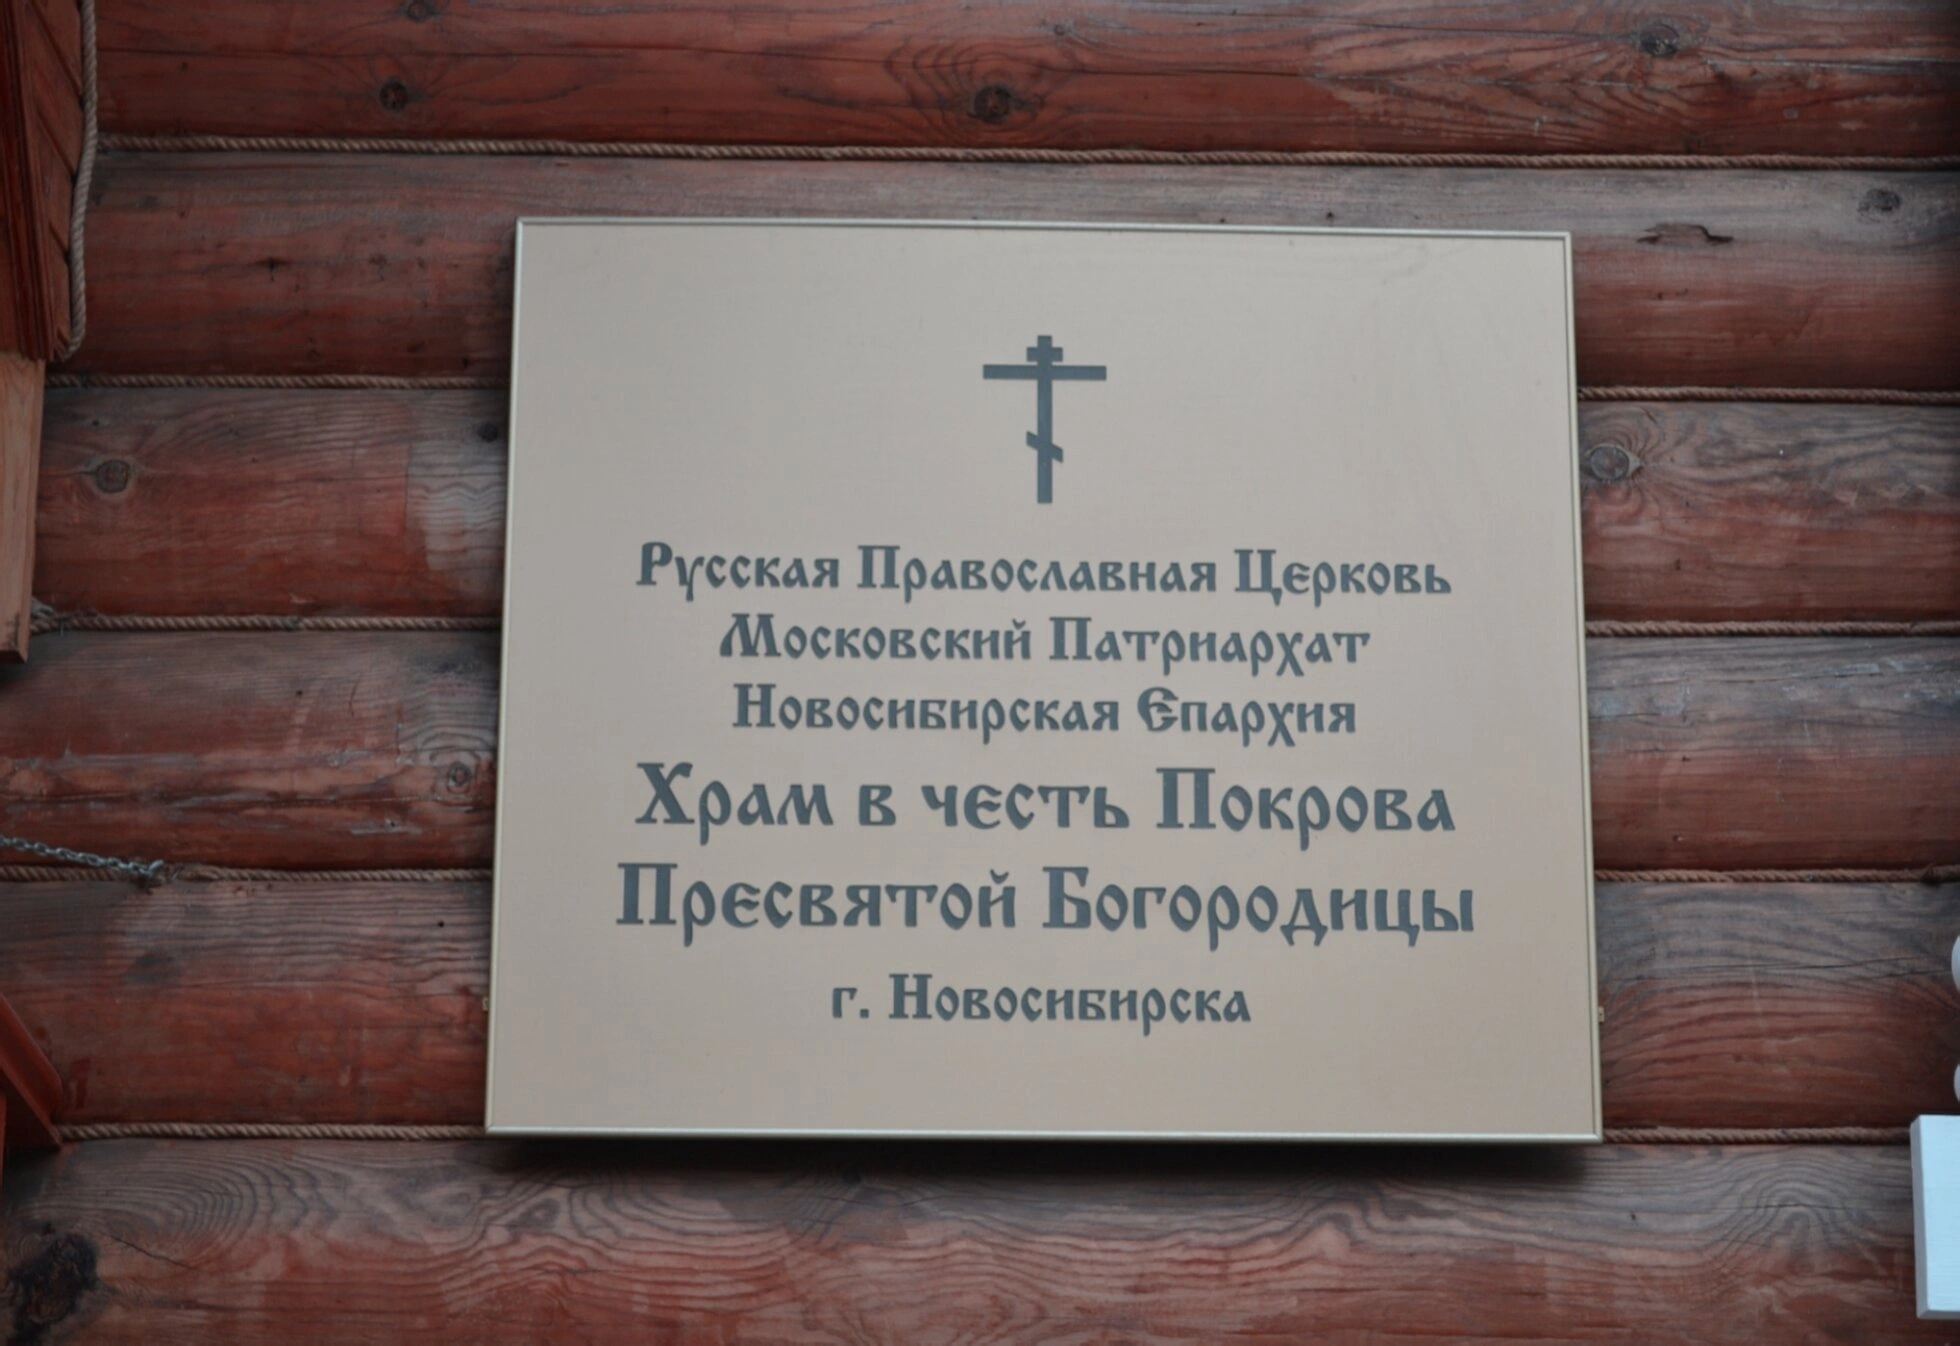 Русская Православная Церковь
Московский Патриархат
Новосибирская Епархия
Храм в честь Покрова
Пресвятой Богородицы
г. Новосибирска